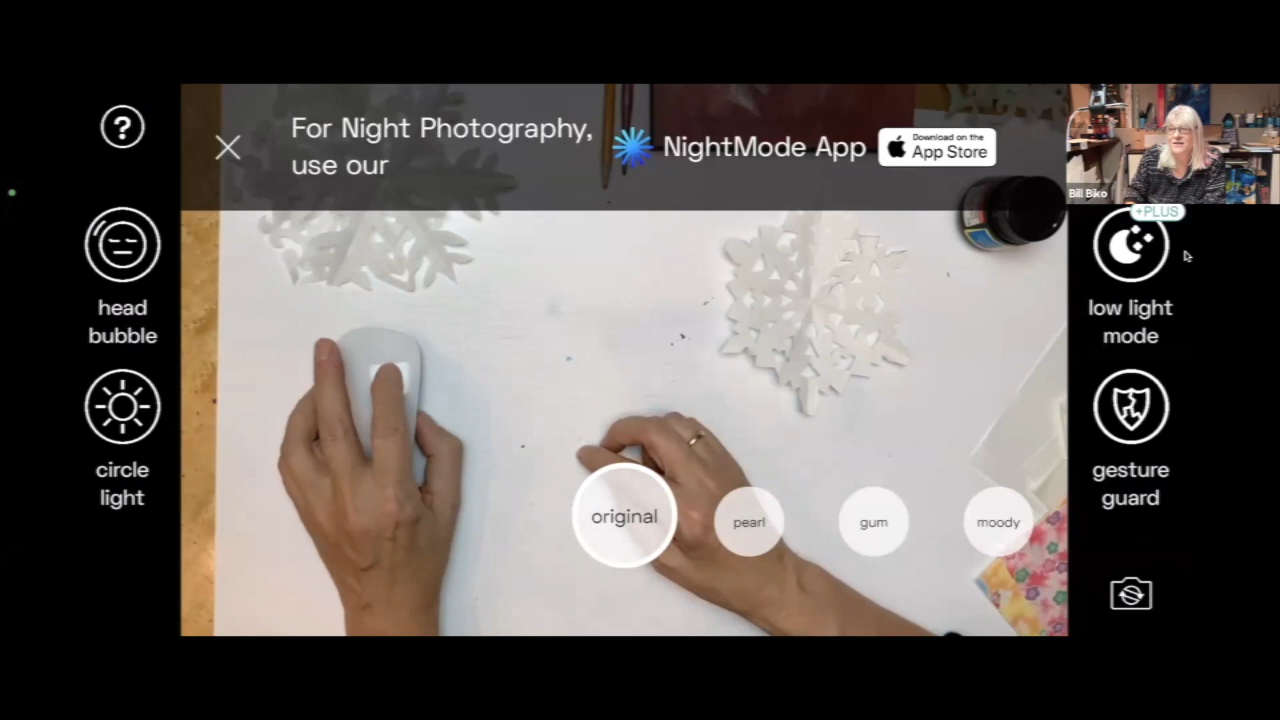 ?
For Night Photography,
use our
NightMode App
Download on the
App Store
Bill Biko
+PLUS
head
bubble
low light
mode
circle
light
gesture
guard
original
pearl
gum
moody